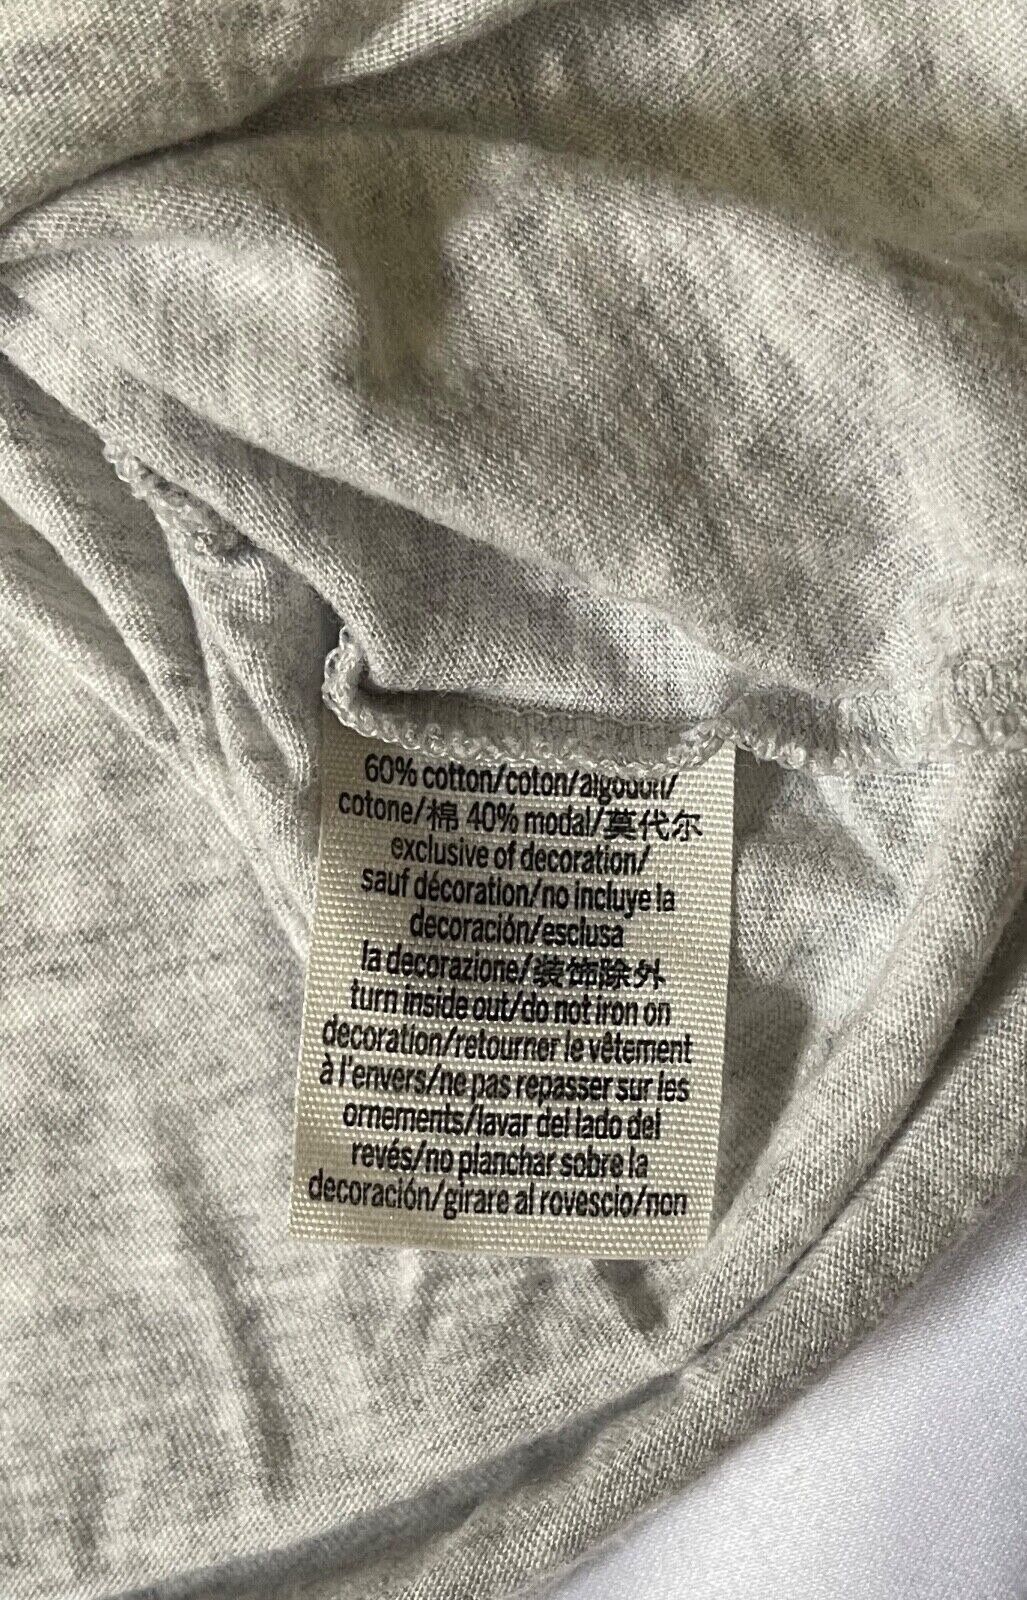 60% cotton/coton/algodón/
cotone/棉 40% modal/莫代尔
exclusive of decoration/
sauf décoration/no incluye la
decoración/esclusa
la decorazione/装饰除外
turn inside out/do not iron on
decoration/retourner le vêtement
à l'envers/ne pas repasser sur les
ornements/lavar del lado del
revés/no planchar sobre la
decoración/girare al rovescio/non